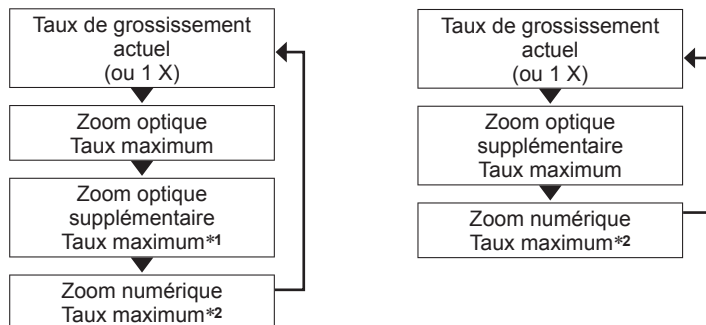 Taux de grossissement
actuel
(ou 1 X)
Zoom optique
Taux maximum
Zoom optique
supplémentaire
Taux maximum*1
Zoom numérique
Taux maximum*2
Taux de grossissement
actuel
(ou 1 X)
Zoom optique
supplémentaire
Taux maximum
Zoom numérique
Taux maximum*2